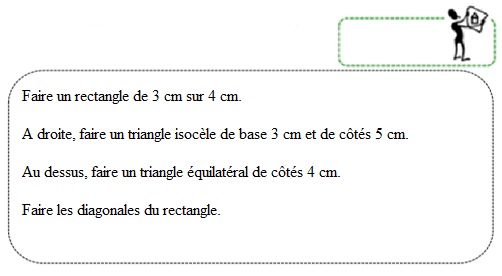 Faire un rectangle de 3 cm sur 4 cm.
A droite, faire un triangle isocèle de base 3 cm et de côtés 5 cm.
Au dessus, faire un triangle équilatéral de côtés 4 cm.
Faire les diagonales du rectangle.